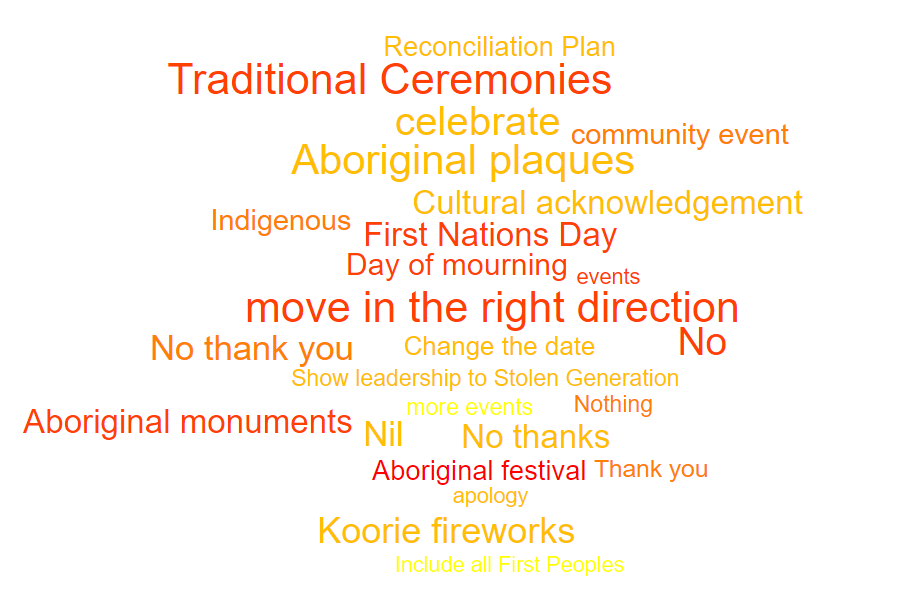 Reconciliation Plan
Traditional Ceremonies
celebrate
community event
Aboriginal plaques
Cultural acknowledgement
Indigenous
First Nations Day
Day of mourning
events
move in the right direction
No
No thank you
Change the date
Show leadership to Stolen Generation
more events
Nothing
Aboriginal monuments
Nil
No thanks
Aboriginal festival
Thank you
apology
Koorie fireworks
Include all First Peoples